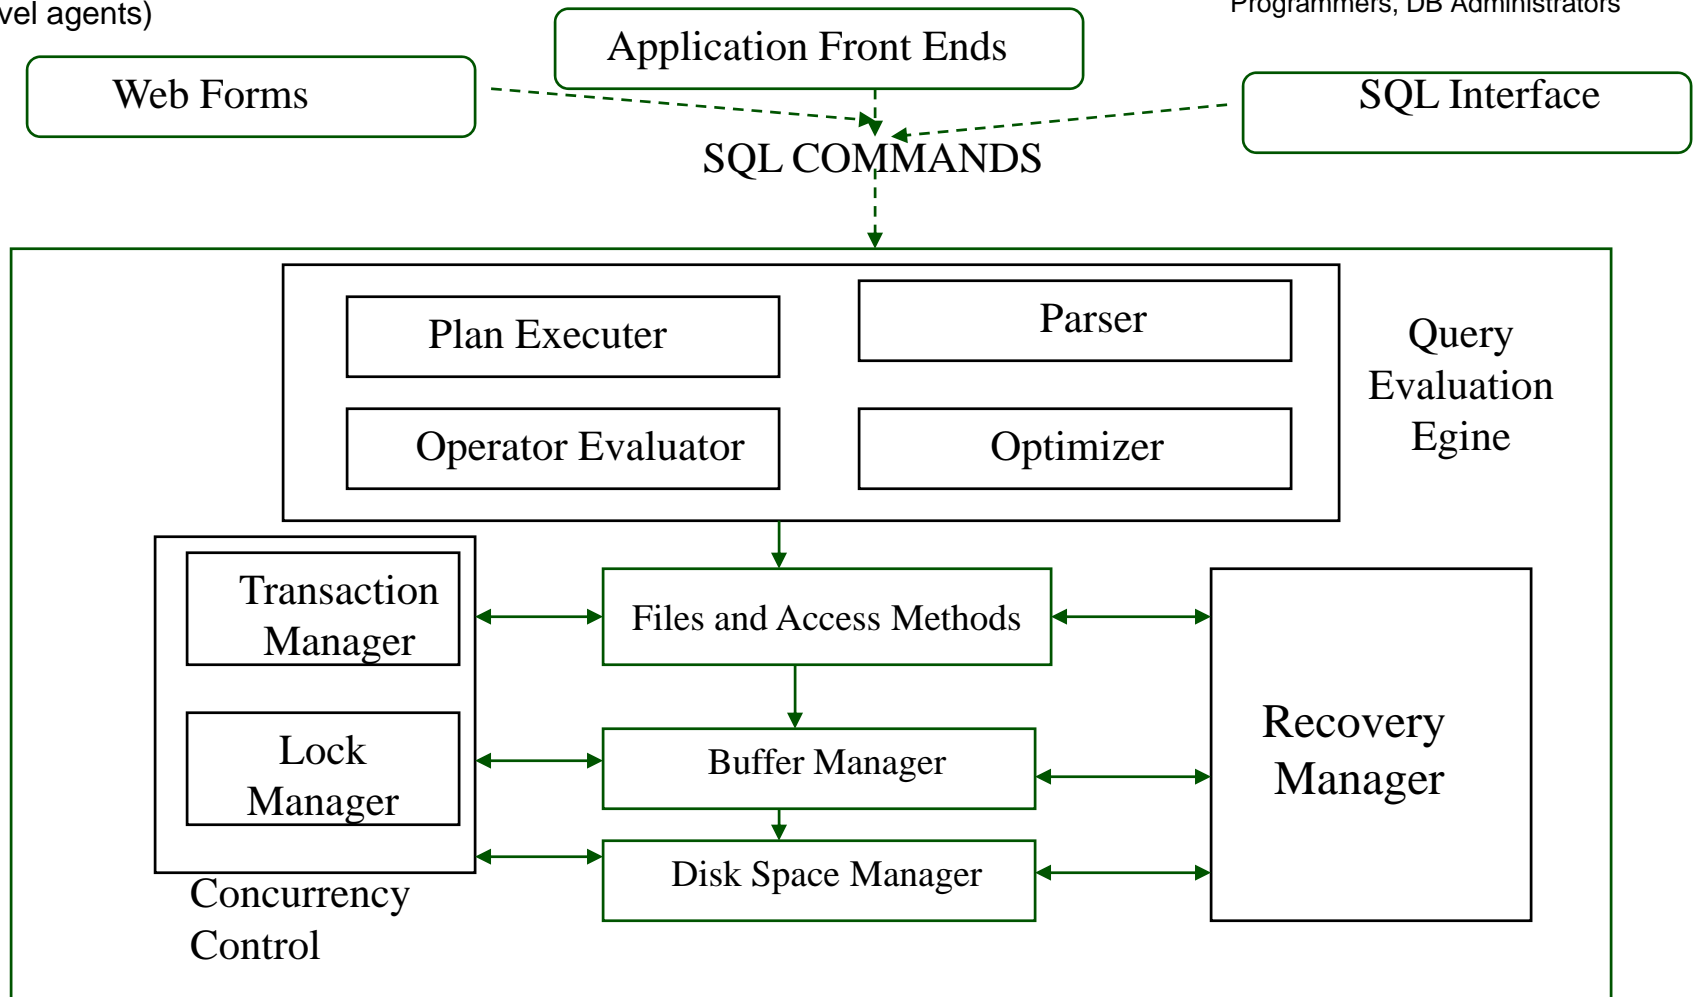 vel agents)
Programmers, DB Administrators
Application Front Ends
Web Forms
SQL Interface
SQL COMMANDS
Plan Executer
Parser
Operator Evaluator
Optimizer
Query
Evaluation
Egine
Transaction
Manager
Lock
Manager
Concurrency
Control
Files and Access Methods
Buffer Manager
Disk Space Manager
Recovery
Manager